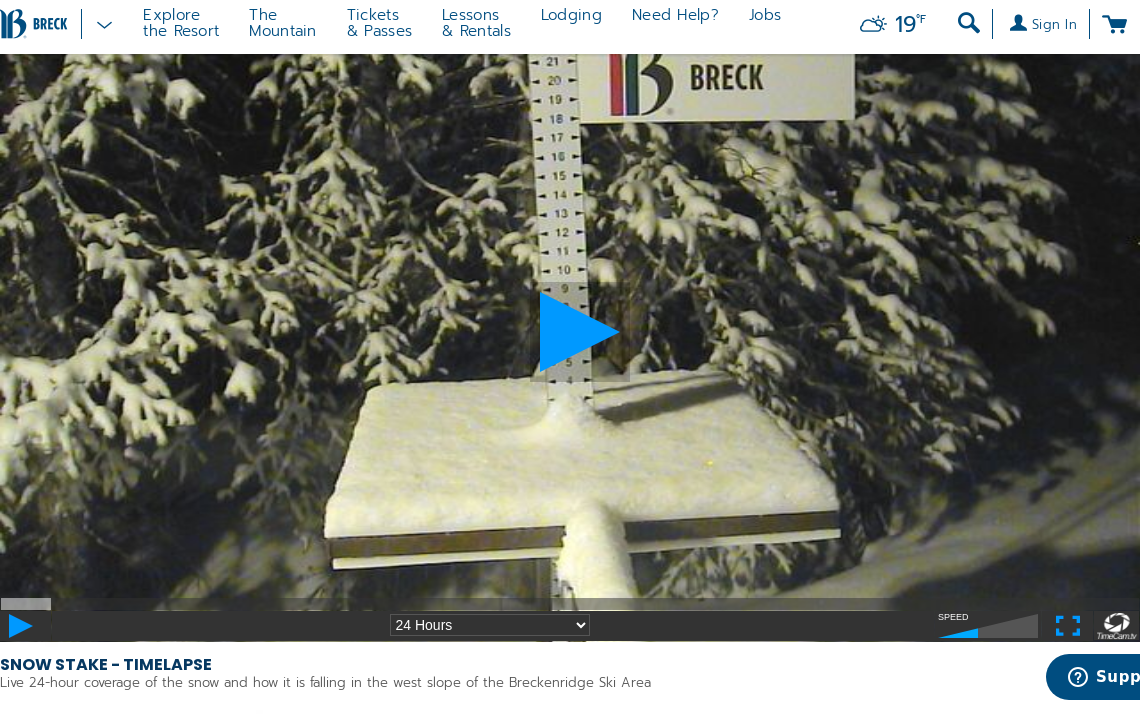 BRECK
Explore
the Resort
The
Mountain
Tickets
& Passes
Lessons
& Rentals
Lodging
Need Help?
Jobs
19°F
Sign In
BRECK
21
20
19
18
17
16
15
14
13
12
11
10
9
5
4
24 Hours
SPEED
TimeCam.tv
SNOW STAKE - TIMELAPSE
Live 24-hour coverage of the snow and how it is falling in the west slope of the Breckenridge Ski Area
Supp